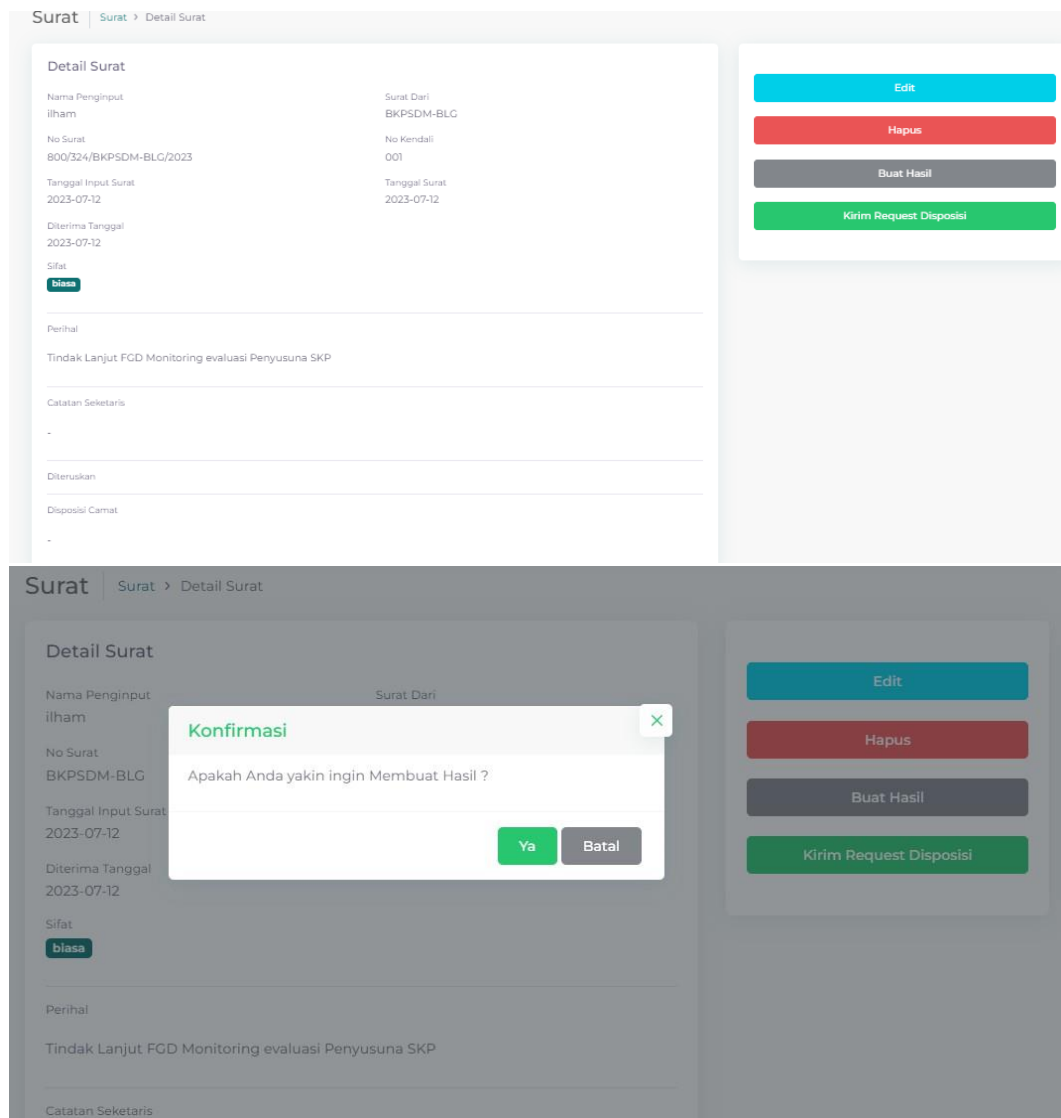 Surat Surat > Detail Surat
Detail Surat
Nama Penginput Surat Dari
ilham BKPSDM-BLG
No Surat No Kendali
800/324/BKPSDM-BLG/2023 001
Tanggal Input Surat Tanggal Surat
2023-07-12 2023-07-12
Diterima Tanggal
2023-07-12
Sifat
biasa
Perihal
Tindak Lanjut FGD Monitoring evaluasi Penyusuna SKP
Catatan Seketaris
-
Diteruskan
Disposisi Camat
-
Edit
Hapus
Buat Hasil
Kirim Request Disposisi
Surat Surat > Detail Surat
Detail Surat
Nama Penginput Surat Dari
ilham
No Surat
BKPSDM-BLG
Tanggal Input Surat
2023-07-12
Diterima Tanggal
2023-07-12
Sifat
biasa
Perihal
Tindak Lanjut FGD Monitoring evaluasi Penyusuna SKP
Catatan Seketaris
Konfirmasi
Apakah Anda yakin ingin Membuat Hasil ?
Ya Batal
Edit
Hapus
Buat Hasil
Kirim Request Disposisi